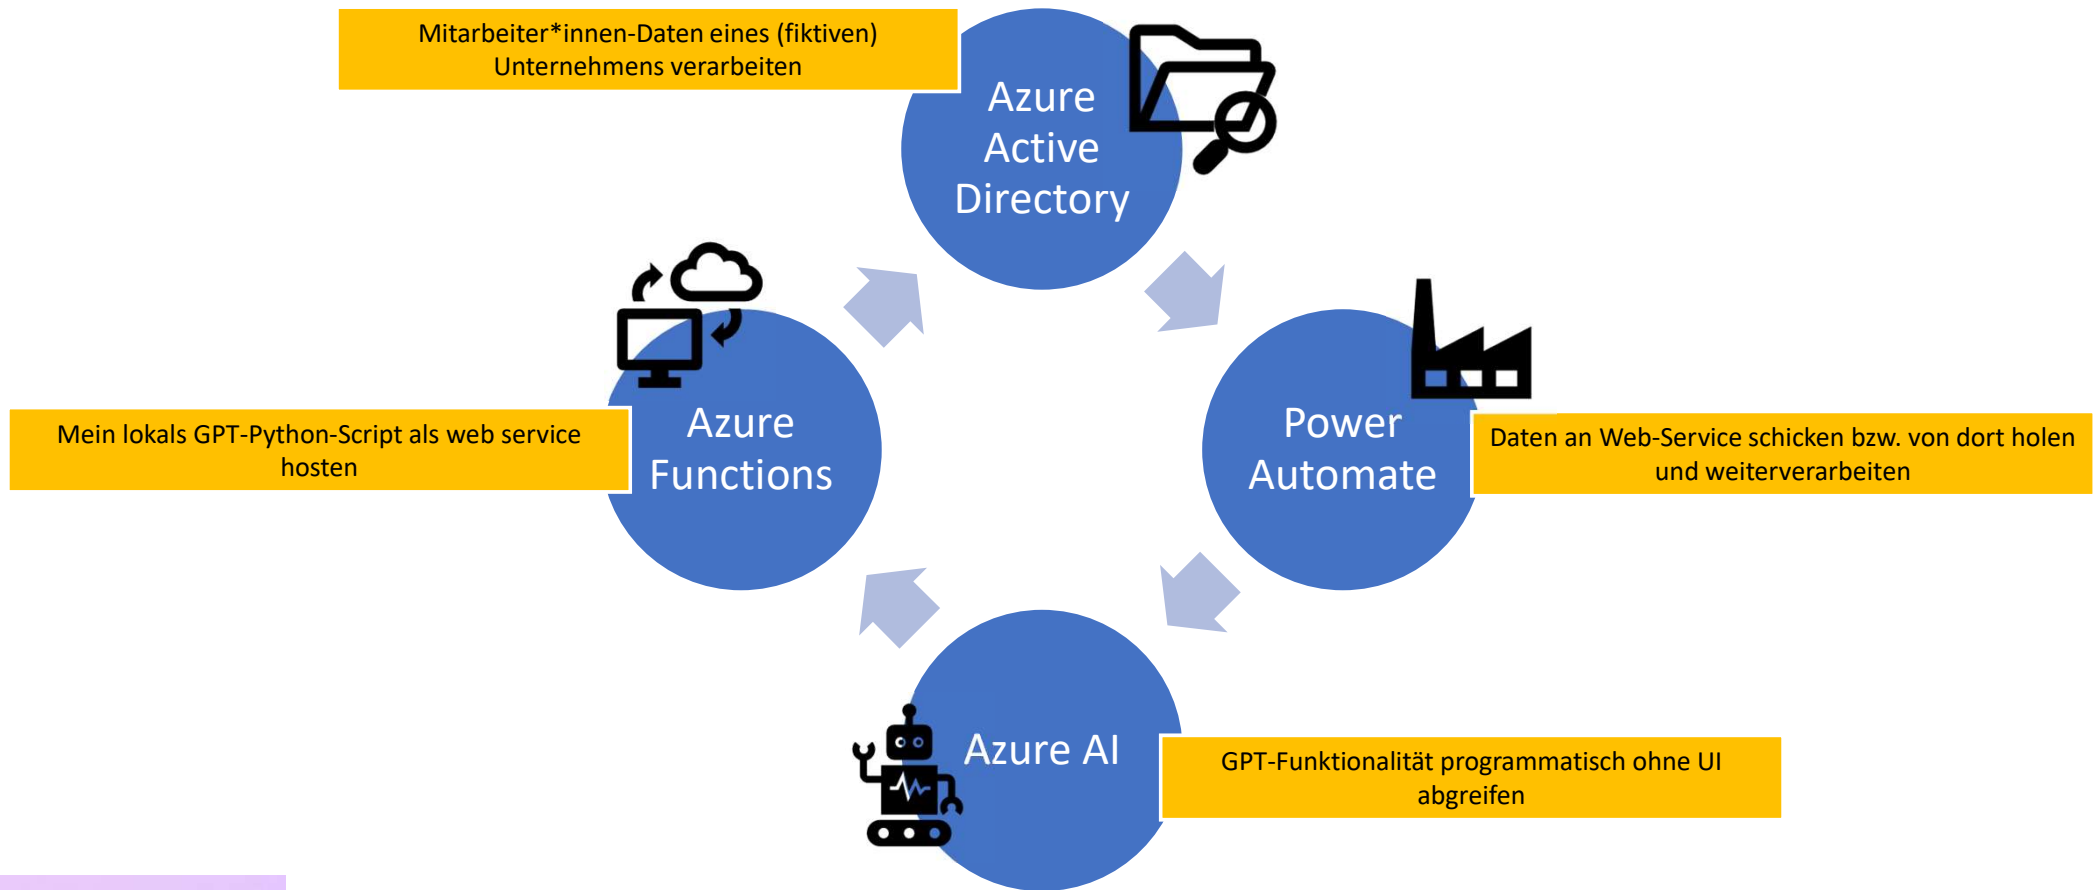 Mitarbeiter*innen-Daten eines (fiktiven)
Unternehmens verarbeiten
Azure
Active
Directory
Mein lokals GPT-Python-Script als web service
hosten
Azure
Functions
Power
Automate
Daten an Web-Service schicken bzw. von dort holen
und weiterverarbeiten
Azure AI
GPT-Funktionalität programmatisch ohne UI
abgreifen